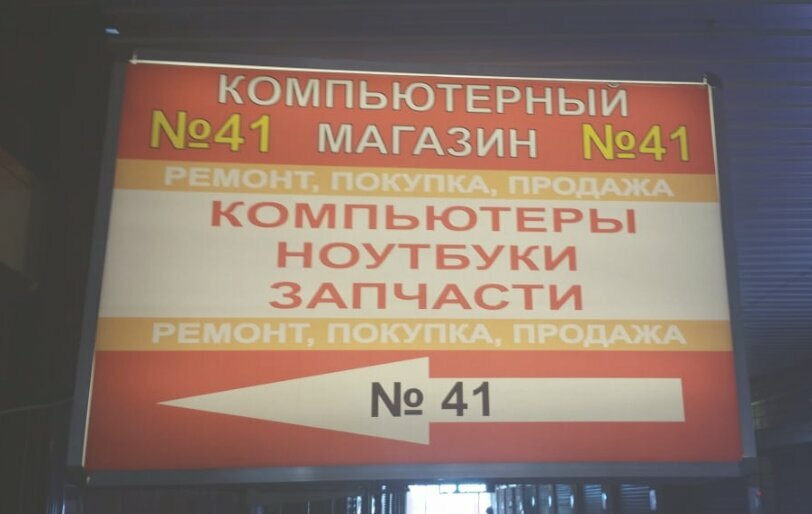 КОМПЬЮТЕРНЫЙ
№41 МАГАЗИН №41
РЕМОНТ, ПОКУПКА, ПРОДАЖА
КОМПЬЮТЕРЫ
НОУТБУКИ
ЗАПЧАСТИ
РЕМОНТ, ПОКУПКА, ПРОДАЖА
№ 41